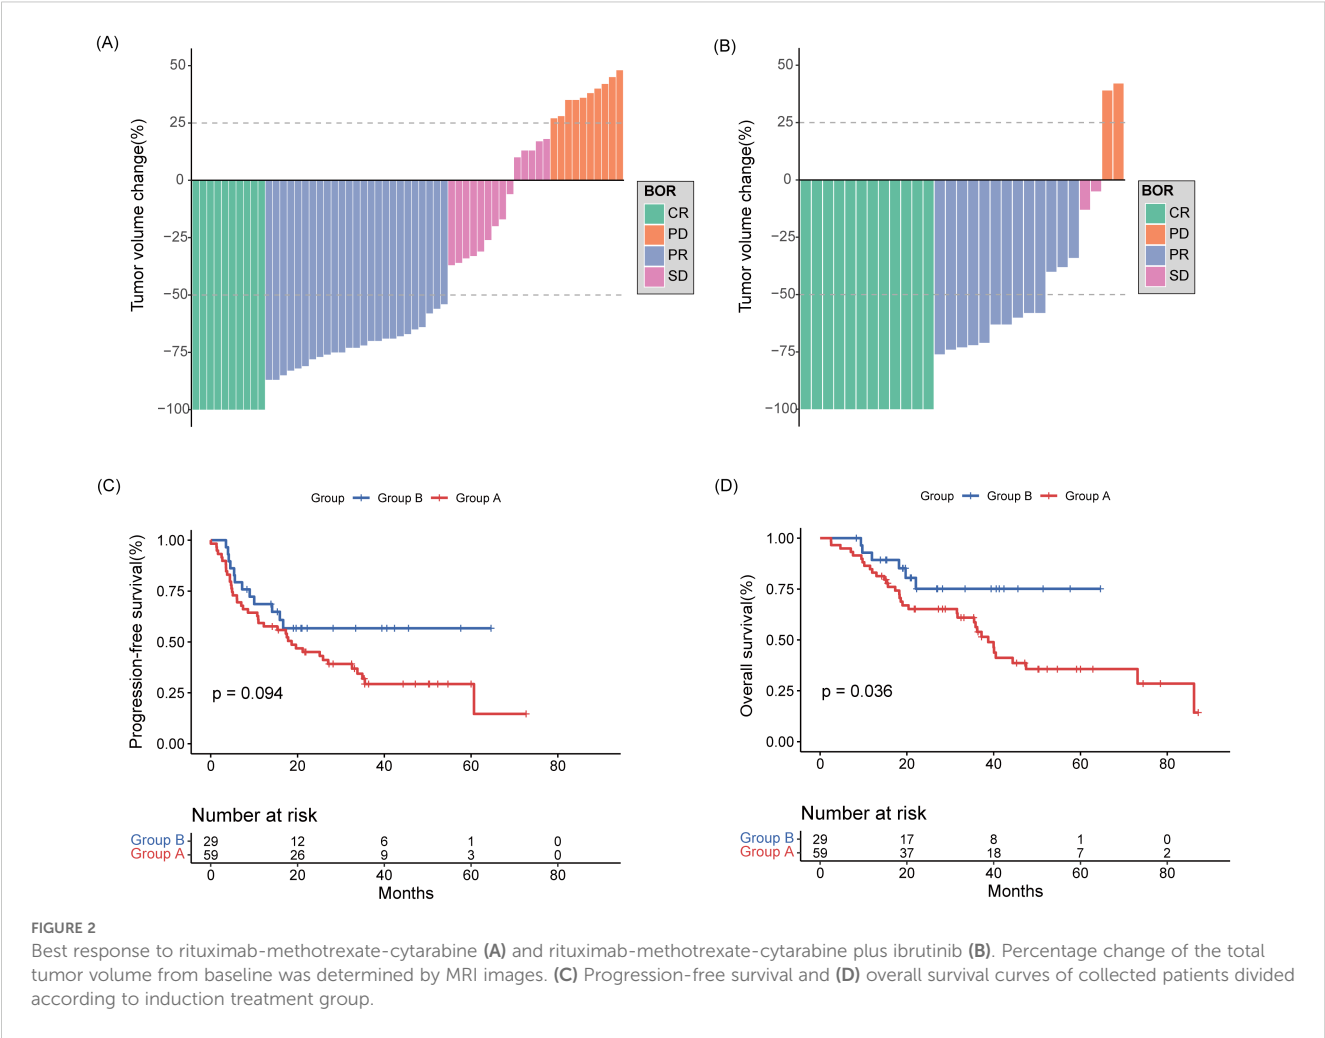 (A)
Tumor volume change(%)
50
25
0
−25
−50
−75
−100
BOR
CR
PD
PR
SD
(B)
Tumor volume change(%)
50
25
0
−25
−50
−75
−100
BOR
CR
PD
PR
SD
(C)
Group Group B Group A
Progression-free survival(%)
1.00
0.75
0.50
0.25
0.00
p = 0.094
0 20 40 60 80
Number at risk
Group B 29 12 6 1 0
Group A 59 26 9 3 0
0 20 40 60 80
Months
(D)
Group Group B Group A
Overall survival(%)
1.00
0.75
0.50
0.25
0.00
p = 0.036
0 20 40 60 80
Number at risk
Group B 29 17 8 1 0
Group A 59 37 18 7 2
0 20 40 60 80
Months
FIGURE 2
Best response to rituximab-methotrexate-cytarabine (A) and rituximab-methotrexate-cytarabine plus ibrutinib (B). Percentage change of the total
tumor volume from baseline was determined by MRI images. (C) Progression-free survival and (D) overall survival curves of collected patients divided
according to induction treatment group.